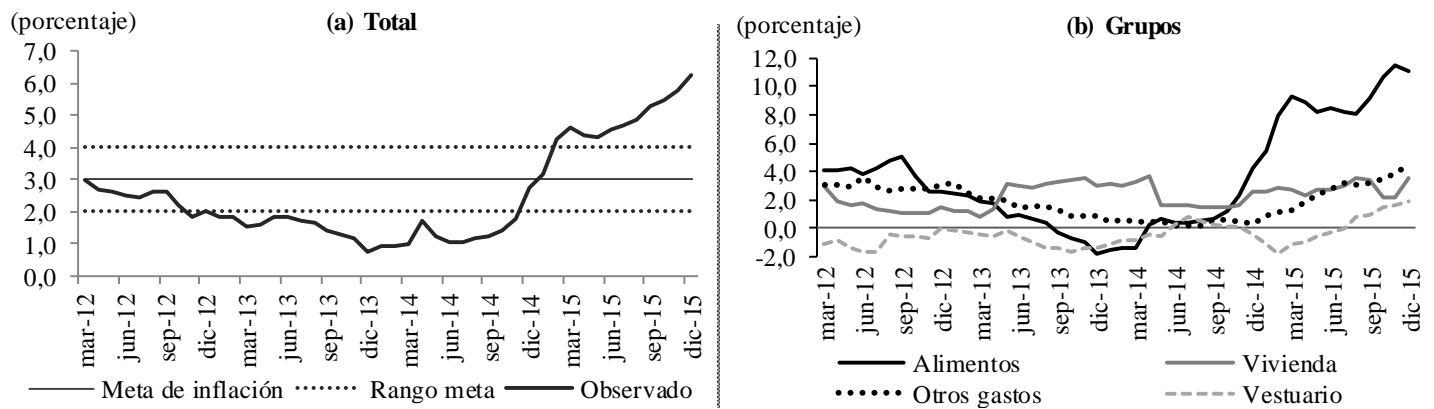 (a) Total
(porcentaje)
7,0
6,0
5,0
4,0
3,0
2,0
1,0
0,0
mar-12
jun-12
sep-12
dic-12
mar-13
jun-13
sep-13
dic-13
mar-14
jun-14
sep-14
dic-14
mar-15
jun-15
sep-15
dic-15
Meta de inflación Rango meta Observado
(b) Grupos
(porcentaje)
12,0
10,0
8,0
6,0
4,0
2,0
0,0
-2,0
mar-12
jun-12
sep-12
dic-12
mar-13
jun-13
sep-13
dic-13
mar-14
jun-14
sep-14
dic-14
mar-15
jun-15
sep-15
dic-15
Alimentos Vivienda
Otros gastos Vestuario